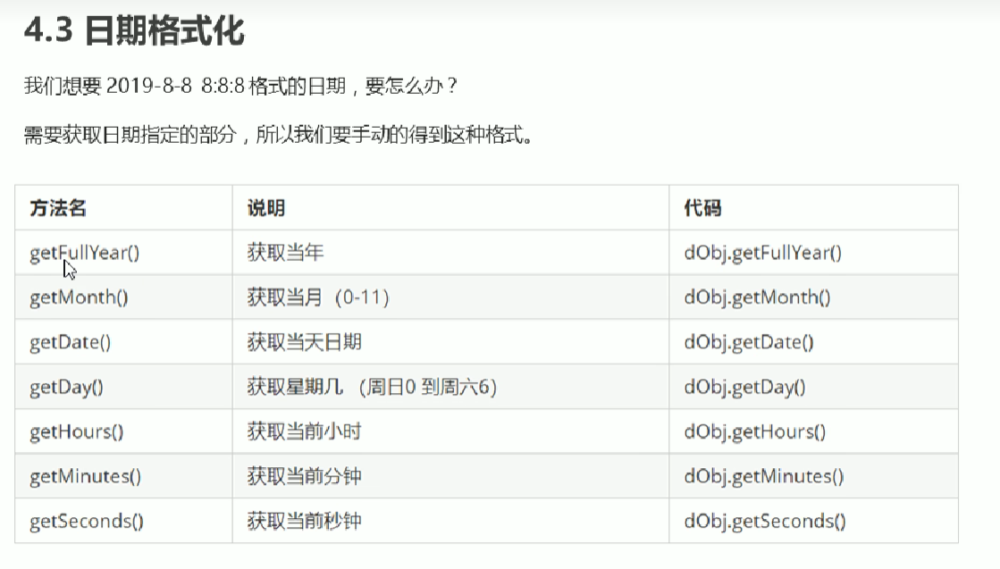 4.3 日期格式化
我们想要 2019-8-8 8:8:8 格式的日期，要怎么办？
需要获取日期指定的部分，所以我们要手动的得到这种格式。
方法名 说明 代码
getFullYear() 获取当年 dObj.getFullYear()
getMonth() 获取当月（0-11） dObj.getMonth()
getDate() 获取当天日期 dObj.getDate()
getDay() 获取星期几 (周日0 到周六6) dObj.getDay()
getHours() 获取当前小时 dObj.getHours()
getMinutes() 获取当前分钟 dObj.getMinutes()
getSeconds() 获取当前秒钟 dObj.getSeconds()